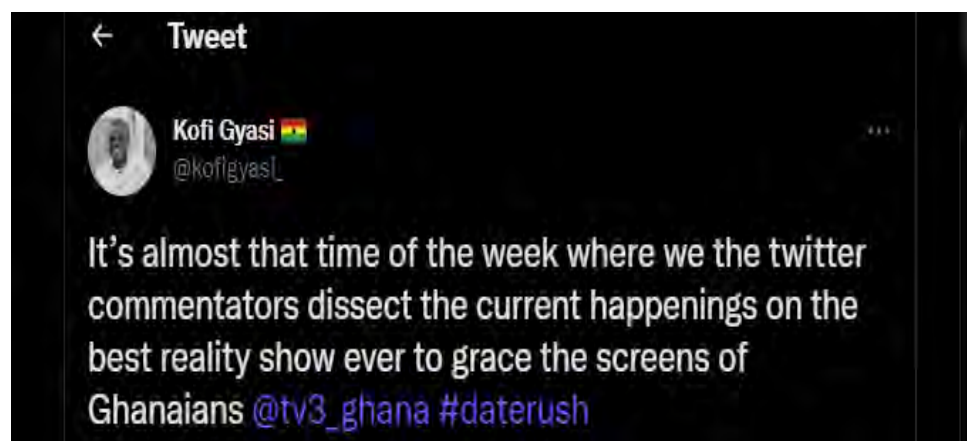 Tweet
Kofi Gyasi
@kofigyasi_
It's almost that time of the week where we the twitter
commentators dissect the current happenings on the
best reality show ever to grace the screens of
Ghanaians @tv3_ghana #daterush